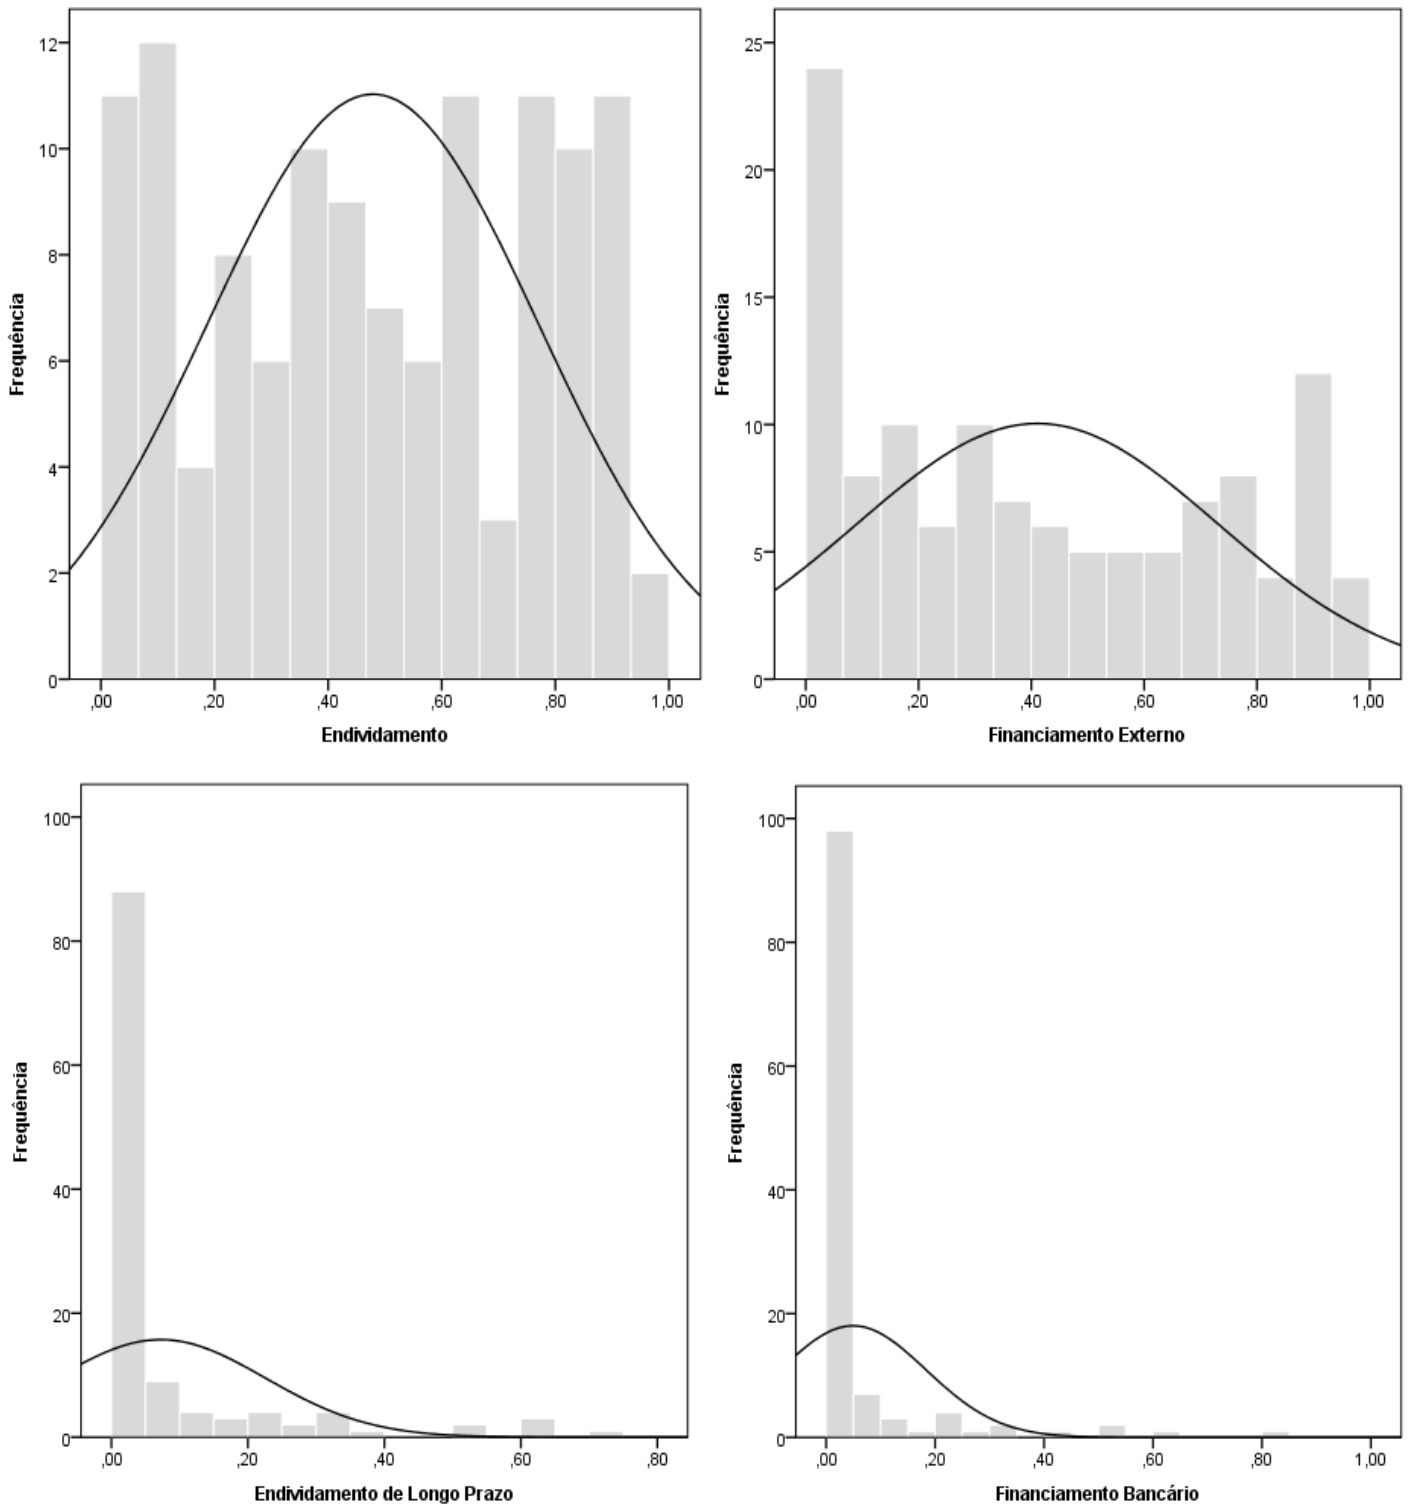 12
10
8
6
4
2
0
Frequência
,00 ,20 ,40 ,60 ,80 1,00
Endividamento
25
20
15
10
5
0
Frequência
,00 ,20 ,40 ,60 ,80 1,00
Financiamento Externo
100
80
60
40
20
0
Frequência
,00 ,20 ,40 ,60 ,80
Endividamento de Longo Prazo
100
80
60
40
20
0
Frequência
,00 ,20 ,40 ,60 ,80 1,00
Financiamento Bancário